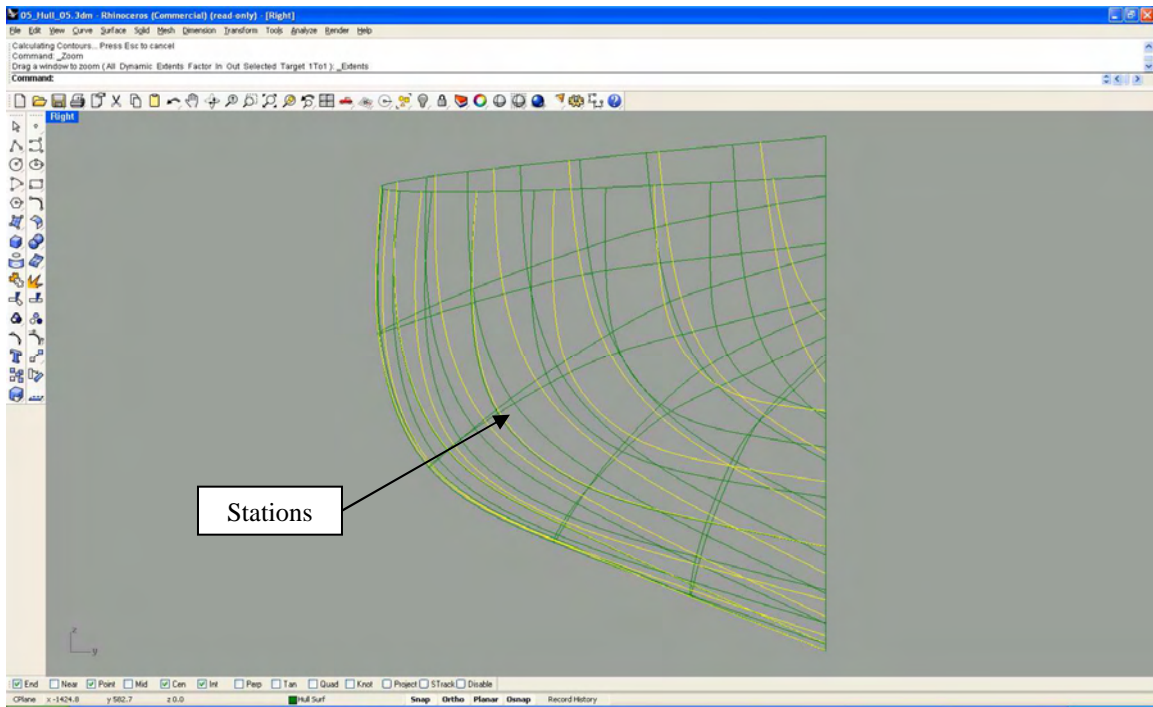 05_Hull_05.3dm - Rhinoceros (Commercial) (read-only) - [Right]
File Edit View Curve Surface Solid Mesh Dimension Transform Tools Analyze Render Help
Calculating Contours... Press Esc to cancel
Command: _Zoom
Drag a window to zoom ( All Dynamic Extents Factor In Out Selected Target 1To1 ): _Extents
Command:
Right
Stations
z
y
End Near Point Mid Cen Int Perp Tan Quad Knot Project STrack Disable
CPlane x -1424.8 y 582.7 z 0.0 Hull Surf Snap Ortho Planar Osnap Record History